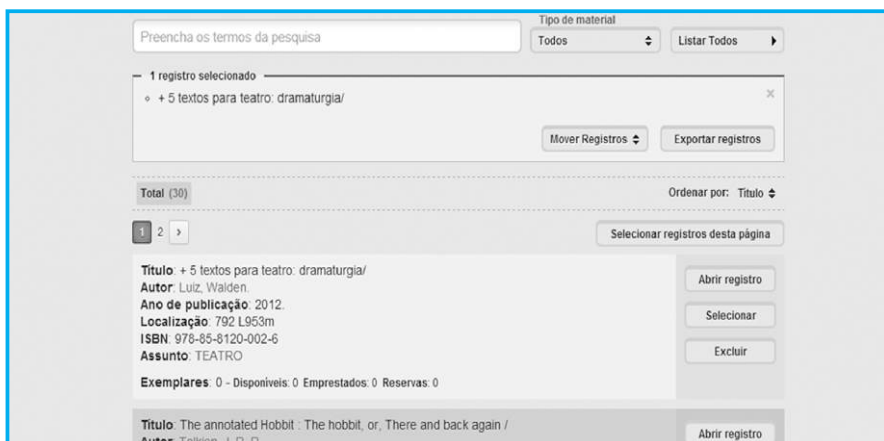 Tipo de material
Preencha os termos da pesquisa
Todos
Listar Todos
1 registro selecionado
+ 5 textos para teatro: dramaturgia/
×
Mover Registros
Exportar registros
Total (30)
Ordenar por: Título
1 2 >
Selecionar registros desta página
Título: + 5 textos para teatro: dramaturgia/
Abrir registro
Autor: Luiz, Walden.
Ano de publicação: 2012.
Localização: 792 L953m
Selecionar
ISBN: 978-85-8120-002-6
Assunto: TEATRO
Excluir
Exemplares: 0 - Disponíveis: 0 Emprestados: 0 Reservas: 0
Título: The annotated Hobbit : The hobbit, or, There and back again /
Abrir registro
Autor: Tolkien, J. R. R.